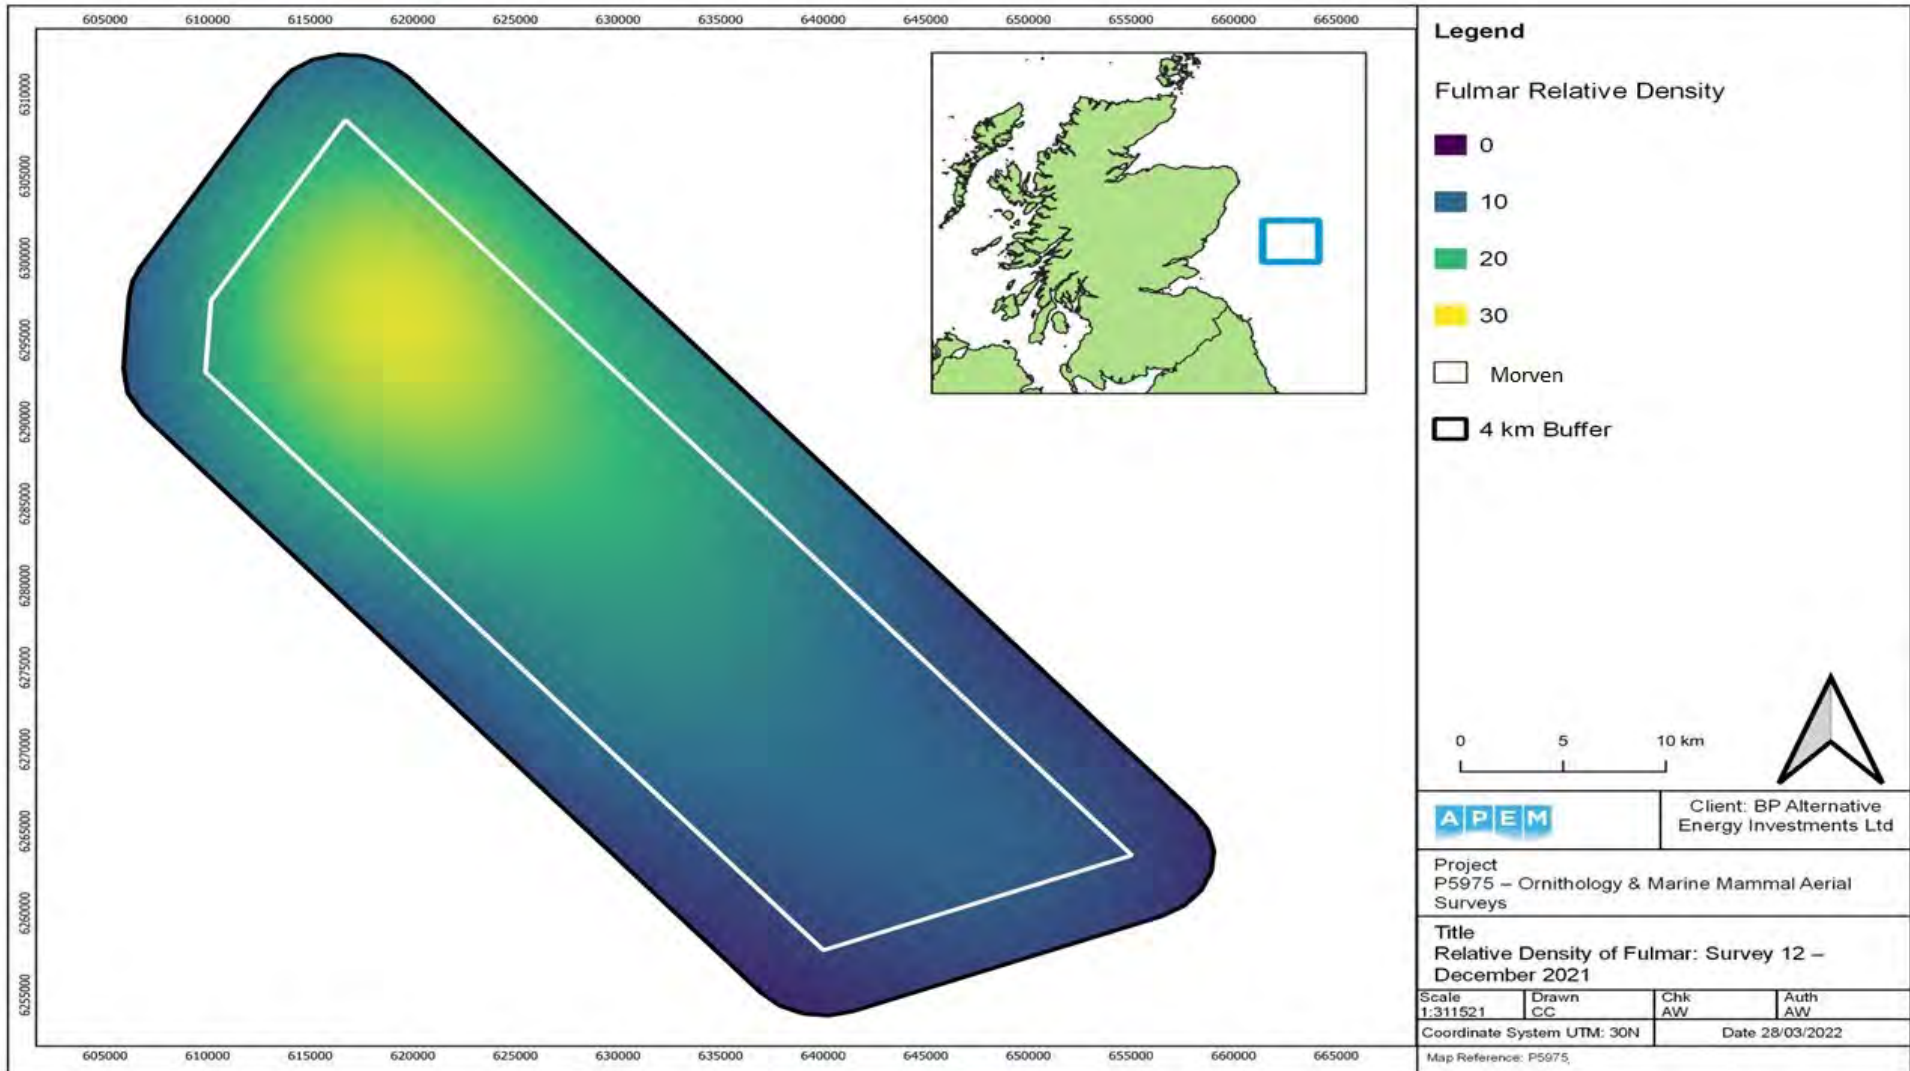 605000 610000 615000 620000 625000 630000 635000 640000 645000 650000 655000 660000 665000
6310000
6305000
6300000
6295000
6290000
6285000
6280000
6275000
6270000
6265000
6260000
6255000
605000 610000 615000 620000 625000 630000 635000 640000 645000 650000 655000 660000 665000
Legend
Fulmar Relative Density
0
10
20
30
Morven
4 km Buffer
0 5 10 km
APEM
Client: BP Alternative
Energy Investments Ltd
Project
P5975 – Ornithology & Marine Mammal Aerial
Surveys
Title
Relative Density of Fulmar: Survey 12 –
December 2021
Scale Drawn Chk Auth
1:311521 CC AW AW
Coordinate System UTM: 30N Date 28/03/2022
Map Reference: P5975